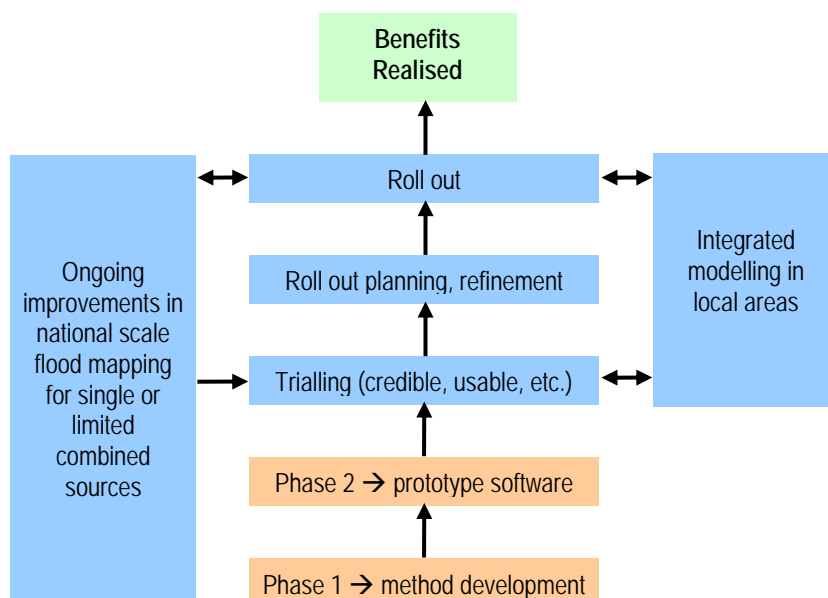 Benefits
Realised
Roll out
Ongoing
improvements in
national scale
flood mapping
for single or
limited
combined
sources
Roll out planning, refinement
Integrated
modelling in
local areas
Trialling (credible, usable, etc.)
Phase 2 → prototype software
Phase 1 → method development